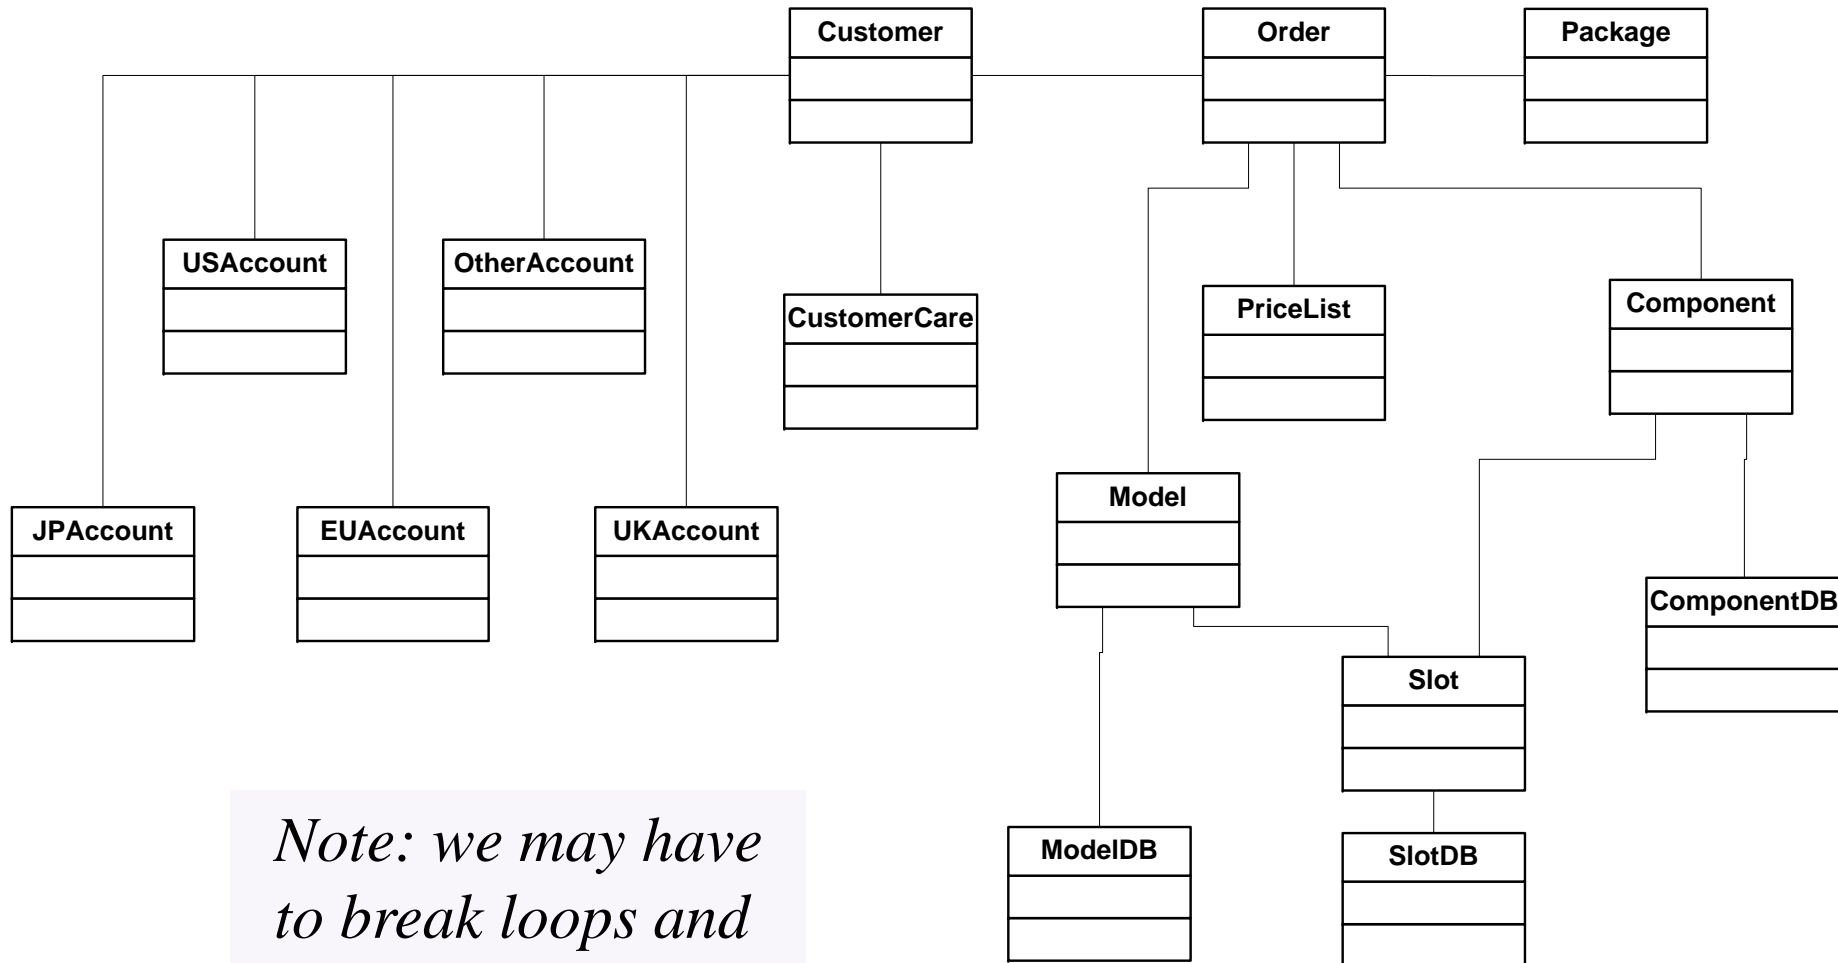 Customer
Order
Package
USAccount
OtherAccount
CustomerCare
PriceList
Component
JPAccount
EUAccount
UKAccount
Model
ComponentDB
Slot
ModelDB
SlotDB
Note: we may have
to break loops and